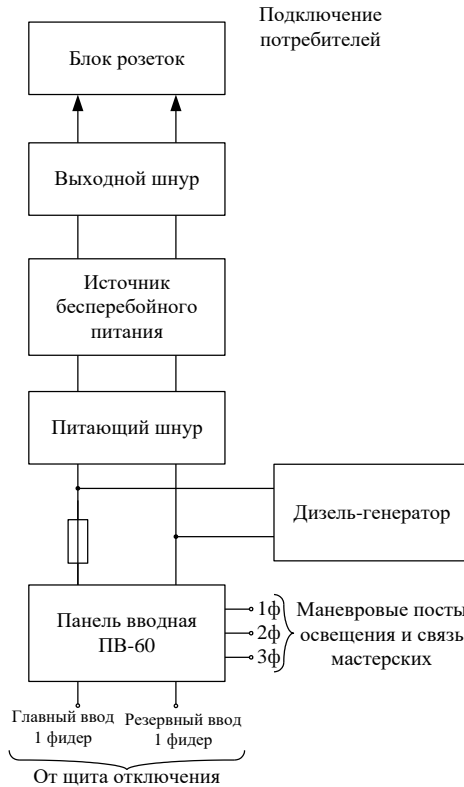 Подключение
потребителей
Блок розеток
Выходной шнур
Источник
бесперебойного
питания
Питающий шнур
Дизель-генератор
Панель вводная
ПВ-60
1ф
2ф
3ф
Маневровые посты
освещения и связь
мастерских
Главный ввод
1 фидер
Резервный ввод
1 фидер
От щита отключения